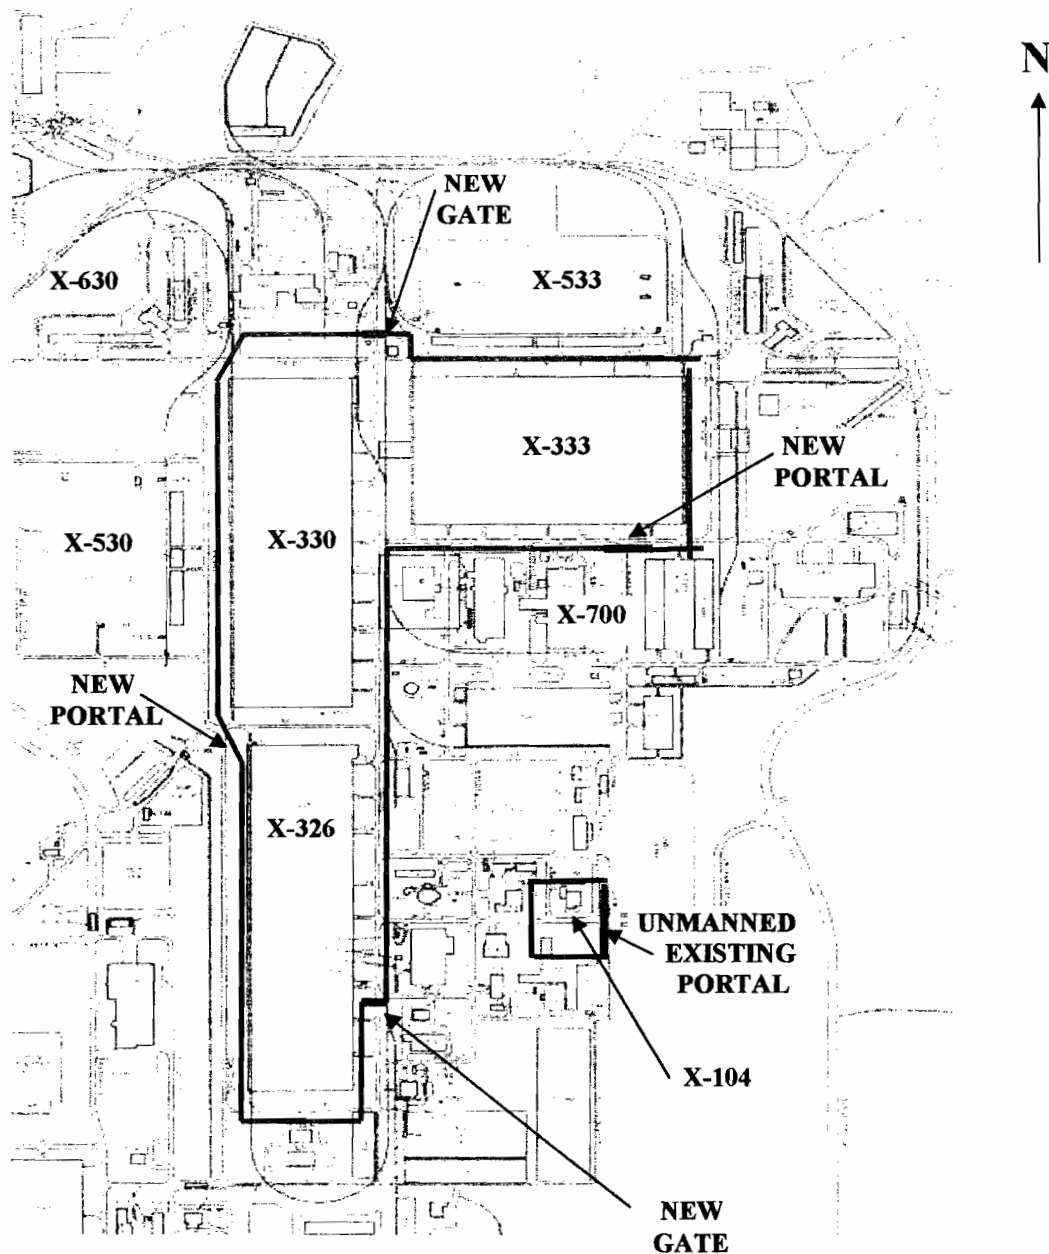 N
NEW
GATE
X-630
X-533
X-333
NEW
PORTAL
X-530
X-330
X-700
NEW
PORTAL
X-326
UNMANNED
EXISTING
PORTAL
X-104
NEW
GATE